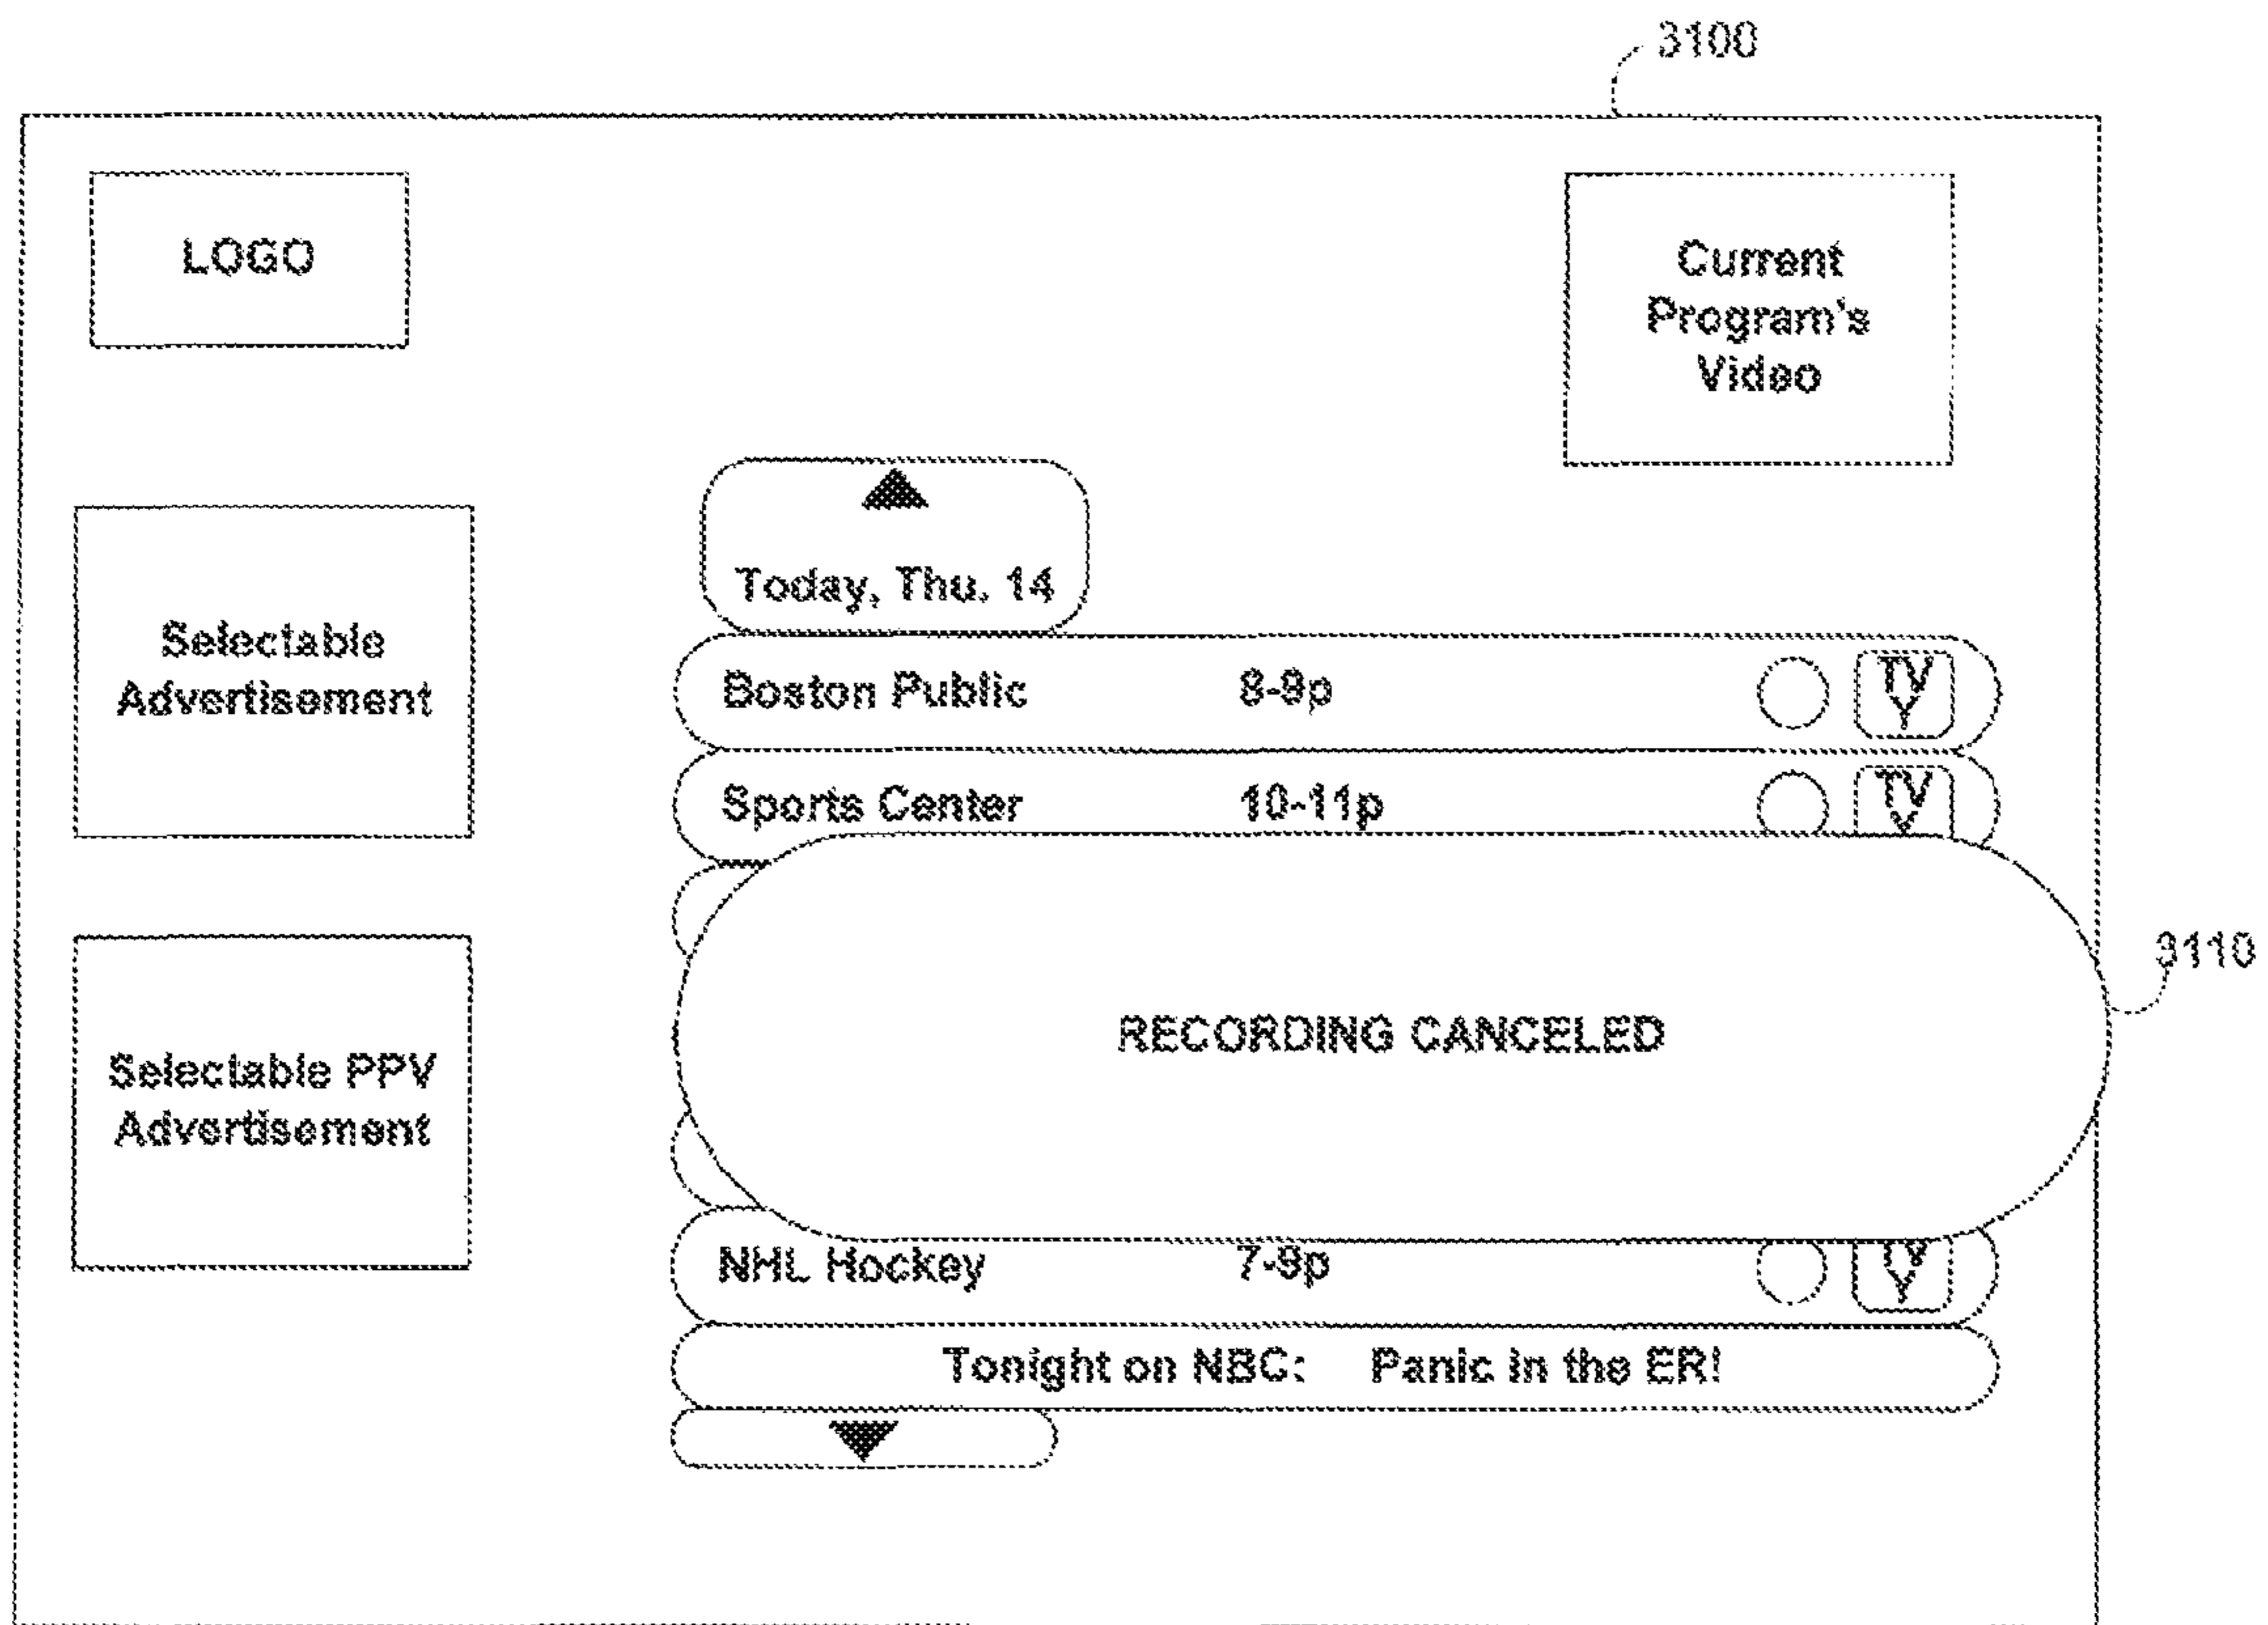 3100
LOGO
Current
Program's
Video
Today, Thu. 14
Selectable
Advertisement
Boston Public 8-9p TV Y
Sports Center 10-11p TV Y
3110
RECORDING CANCELED
Selectable PPV
Advertisement
NHL Hockey 7-9p TV Y
Tonight on NBC: Panic in the ER!